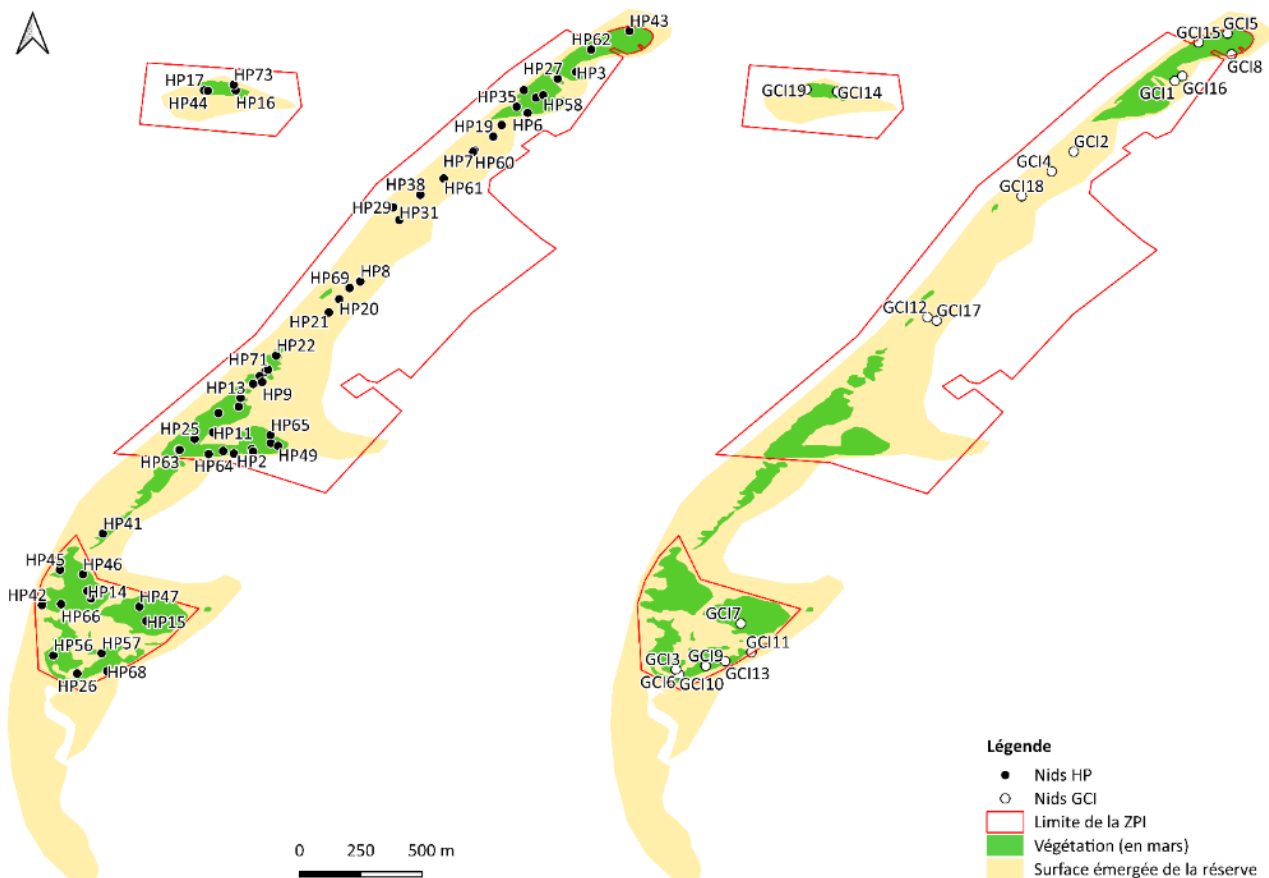 HP43
HP62
HP27
HP3
HP17
HP73
HP44
HP16
HP35
HP58
HP6
HP19
HP7
HP60
HP61
HP38
HP29
HP31
HP69
HP8
HP20
HP21
HP22
HP71
HP13
HP9
HP25
HP11
HP65
HP63
HP64
HP2
HP49
HP41
HP45
HP46
HP42
HP14
HP47
HP66
HP15
HP56
HP57
HP26
HP68
0 250 500 m
GCI15
GCI5
GCI8
GCI1
GCI16
GCI19
GCI14
GCI2
GCI4
GCI18
GCI12
GCI17
GCI7
GCI11
GCI3
GCI9
GCI13
GCI6
GCI10
Légende
Nids HP
Nids GCI
Limite de la ZPI
Végétation (en mars)
Surface émergée de la réserve